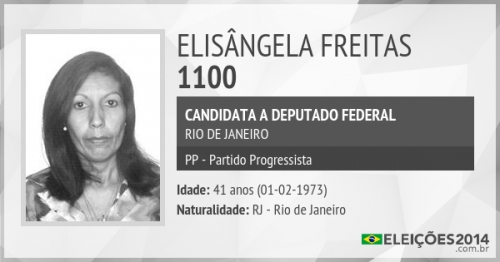 ELISÂNGELA FREITAS
1100
CANDIDATA A DEPUTADO FEDERAL
RIO DE JANEIRO
PP - Partido Progressista
Idade: 41 anos (01-02-1973)
Naturalidade: RJ - Rio de Janeiro
ELEIÇÕES2014
.com.br